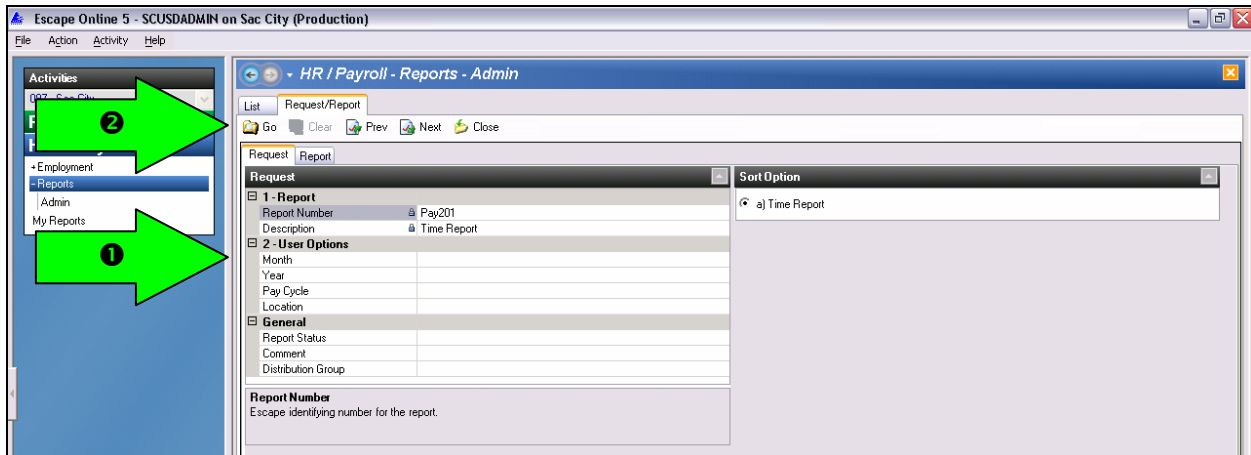 Escape Online 5 - SCUSDADMIN on Sac City (Production)
File Action Activity Help
Activities
❷
+Employment
-Reports
Admin
My Reports
❶
HR / Payroll - Reports - Admin
List Request/Report
Go Clear Prev Next Close
Request Report
Request
1 - Report
Report Number Pay201
Description Time Report
2 - User Options
Month
Year
Pay Cycle
Location
General
Report Status
Comment
Distribution Group
Report Number
Escape identifying number for the report.
Sort Option
a) Time Report